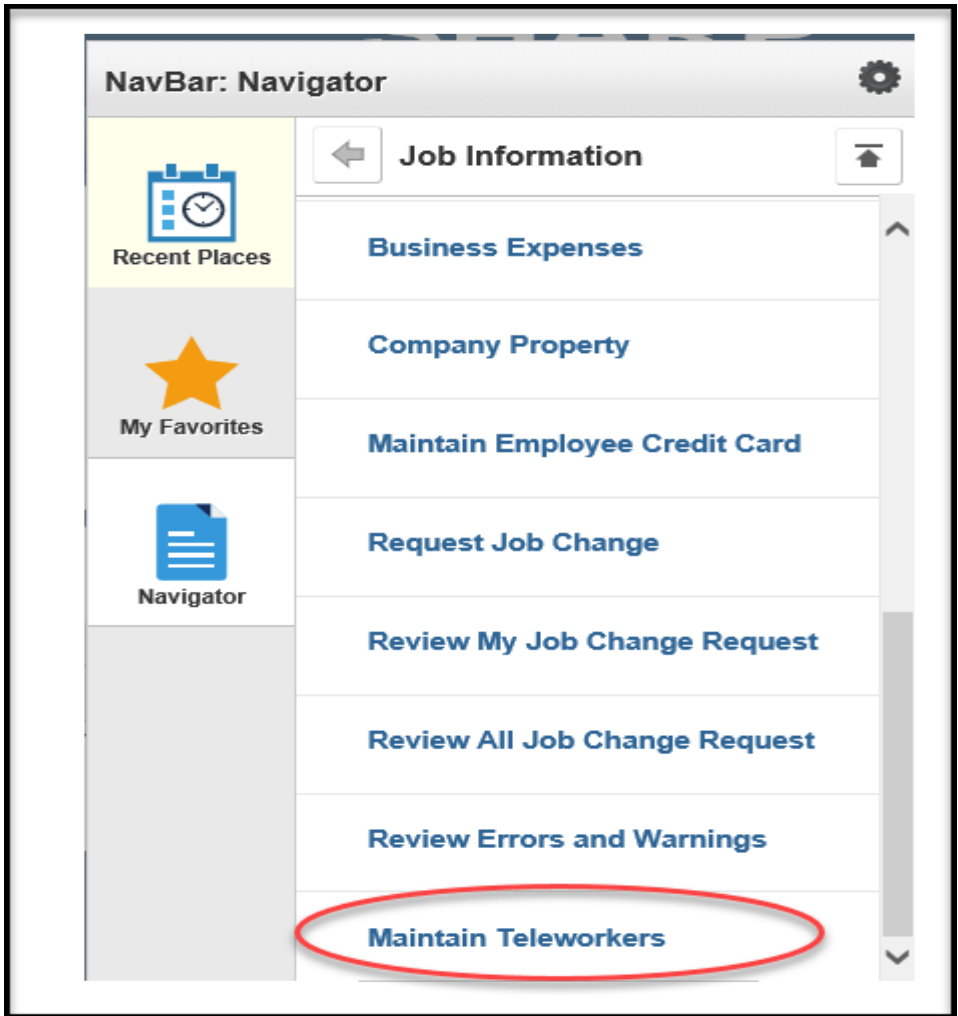 NavBar: Navigator
Job Information
Recent Places
My Favorites
Navigator
Business Expenses
Company Property
Maintain Employee Credit Card
Request Job Change
Review My Job Change Request
Review All Job Change Request
Review Errors and Warnings
Maintain Teleworkers